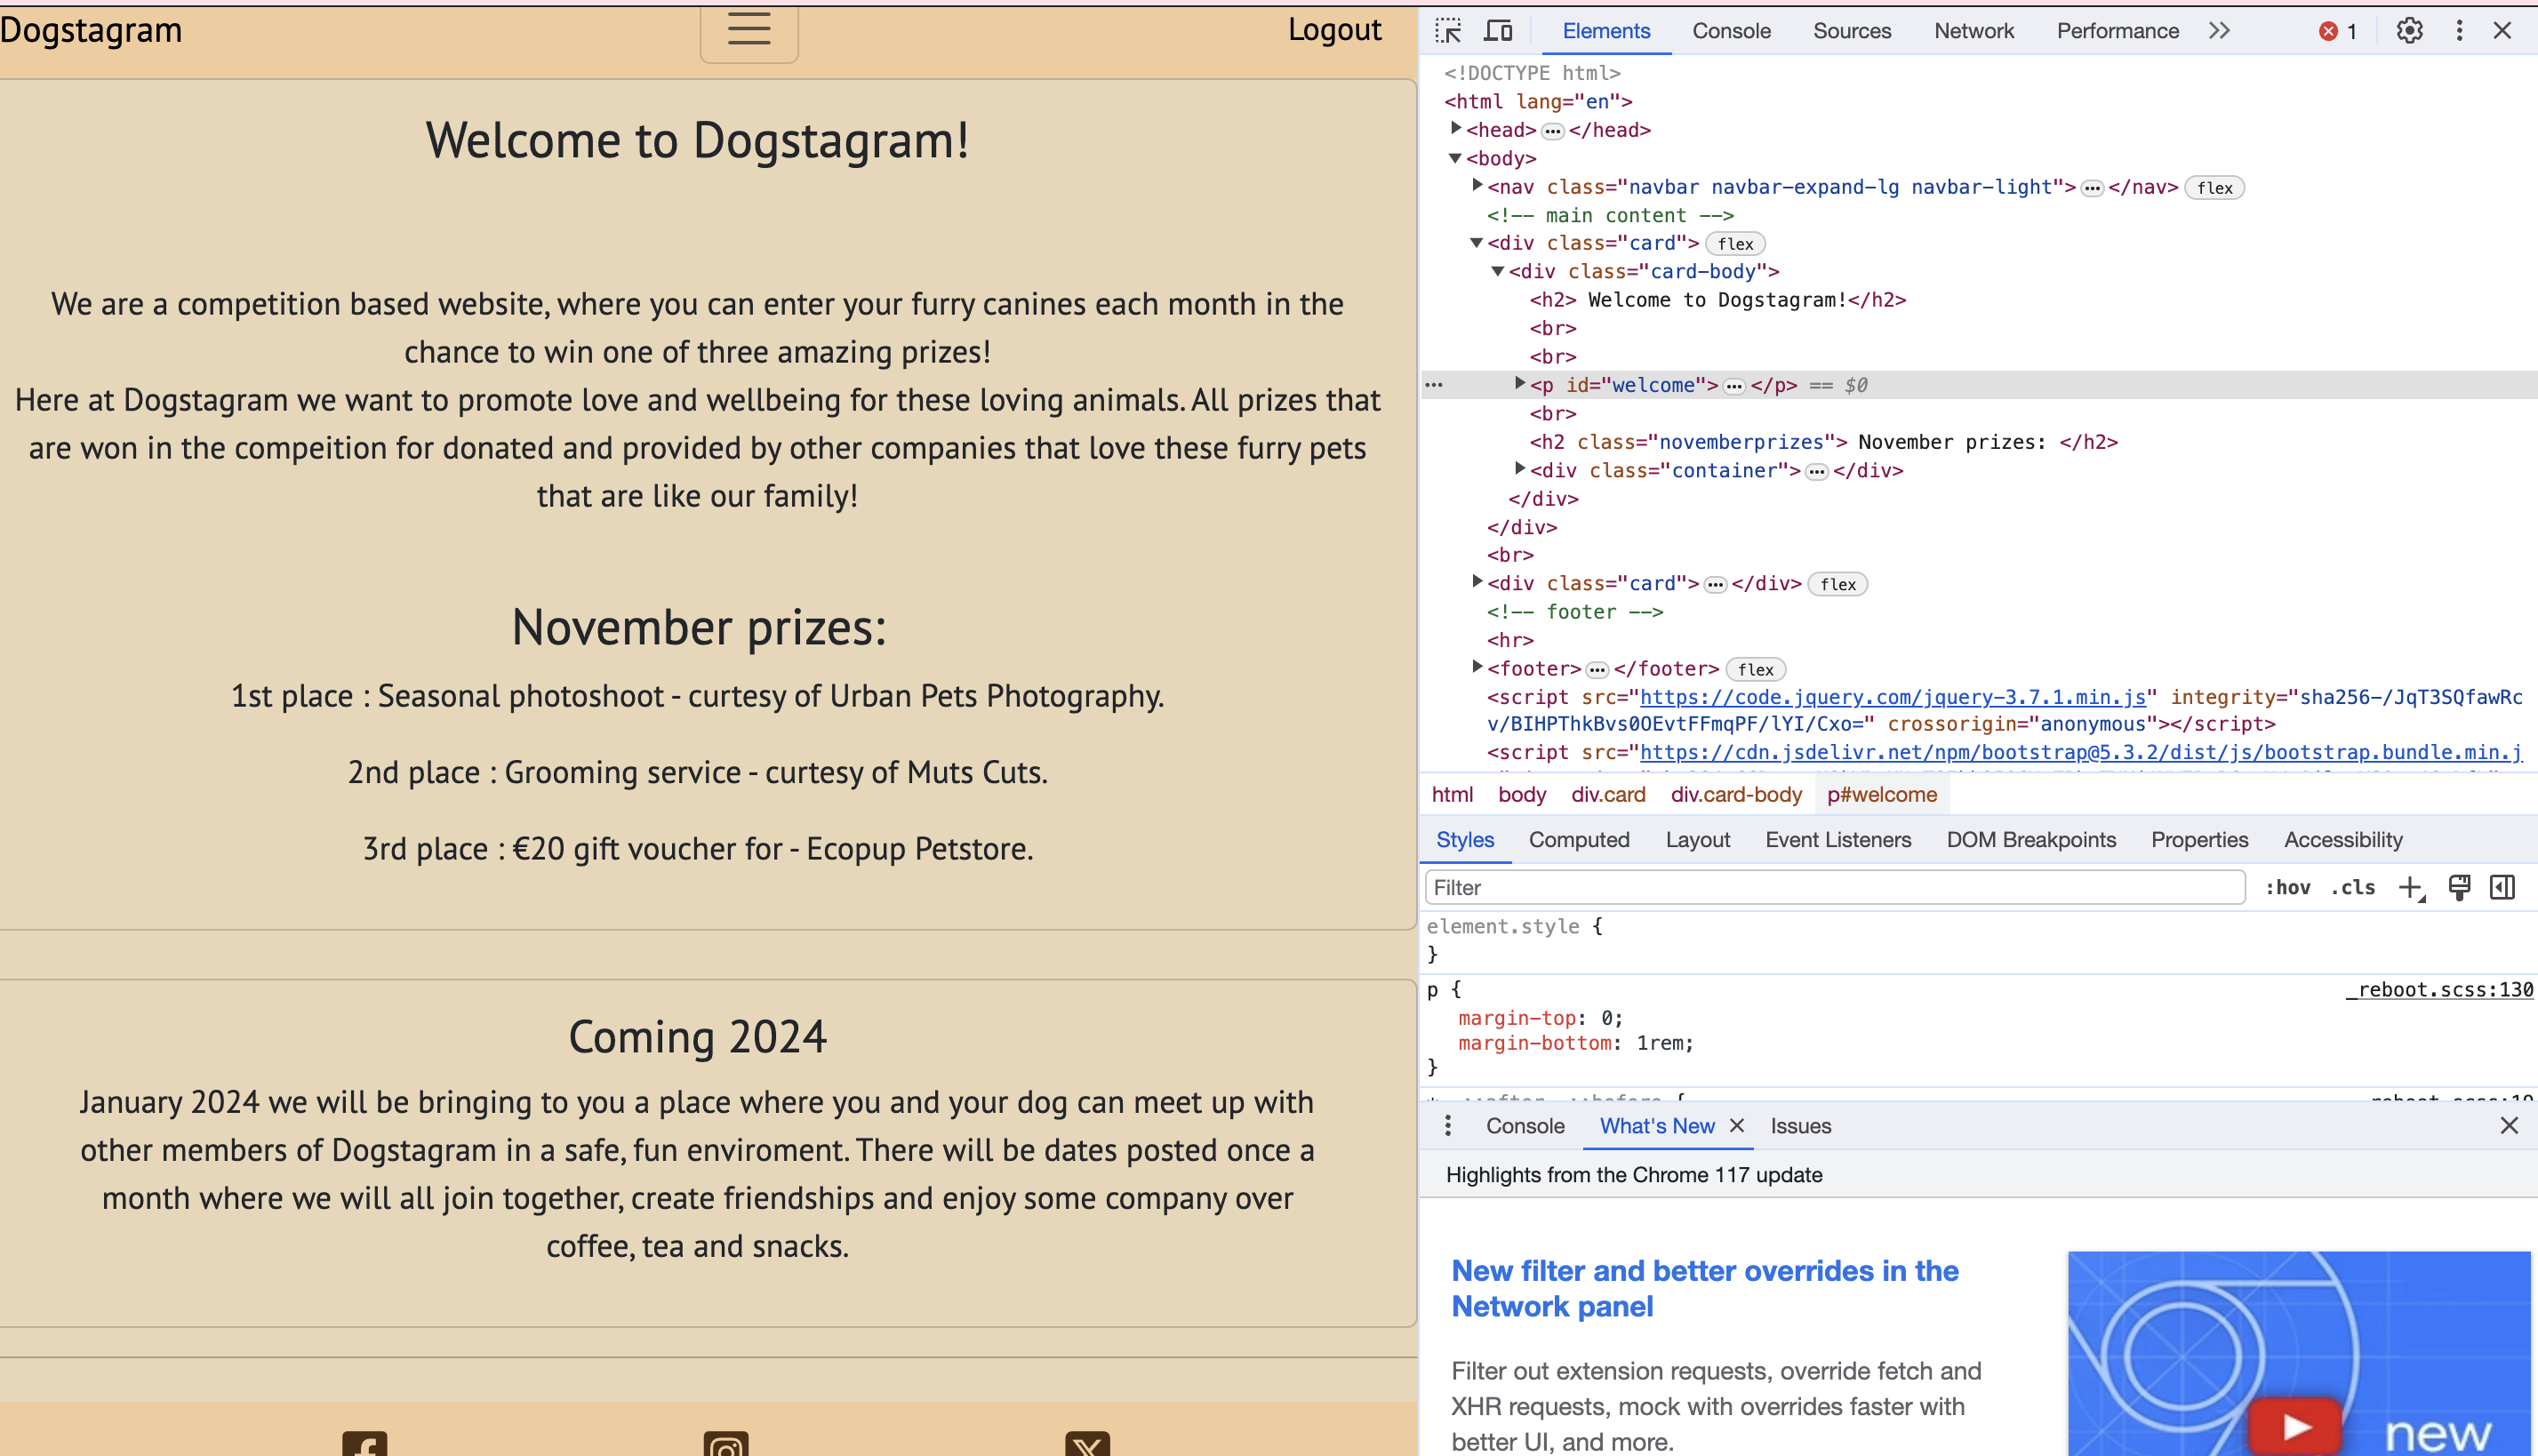 Dogstagram
Logout
Welcome to Dogstagram!
We are a competition based website, where you can enter your furry canines each month in the
chance to win one of three amazing prizes!
Here at Dogstagram we want to promote love and wellbeing for these loving animals. All prizes that
are won in the compeition for donated and provided by other companies that love these furry pets
that are like our family!
November prizes:
1st place : Seasonal photoshoot - curtesy of Urban Pets Photography.
2nd place : Grooming service - curtesy of Muts Cuts.
3rd place : €20 gift voucher for - Ecopup Petstore.
Coming 2024
January 2024 we will be bringing to you a place where you and your dog can meet up with
other members of Dogstagram in a safe, fun enviroment. There will be dates posted once a
month where we will all join together, create friendships and enjoy some company over
coffee, tea and snacks.
Elements Console Sources Network Performance 1
<!DOCTYPE html>
<html lang="en">
<head> ••• </head>
<body>
<nav class="navbar navbar-expand-lg navbar-light"> ••• </nav> flex
<!-- main content -->
<div class="card"> flex
<div class="card-body">
<h2> Welcome to Dogstagram!</h2>
<br>
<br>
••• <p id="welcome"> ••• </p> == $0
<br>
<h2 class="novemberprizes"> November prizes: </h2>
<div class="container"> ••• </div>
</div>
</div>
<br>
<div class="card"> ••• </div> flex
<!-- footer -->
<hr>
<footer> ••• </footer> flex
<script src="https://code.jquery.com/jquery-3.7.1.min.js" integrity="sha256-/JqT3SQfawRc
v/BIHPThkBvs0OEvtFFmqPF/lYI/Cxo=" crossorigin="anonymous"></script>
<script src="https://cdn.jsdelivr.net/npm/bootstrap@5.3.2/dist/js/bootstrap.bundle.min.j
html body div.card div.card-body p#welcome
Styles Computed Layout Event Listeners DOM Breakpoints Properties Accessibility
Filter :hov .cls
element.style {
}
p { _reboot.scss:130
margin-top: 0;
margin-bottom: 1rem;
}
Console What's New Issues
Highlights from the Chrome 117 update
New filter and better overrides in the
Network panel
Filter out extension requests, override fetch and
XHR requests, mock with overrides faster with
better UI, and more.
new